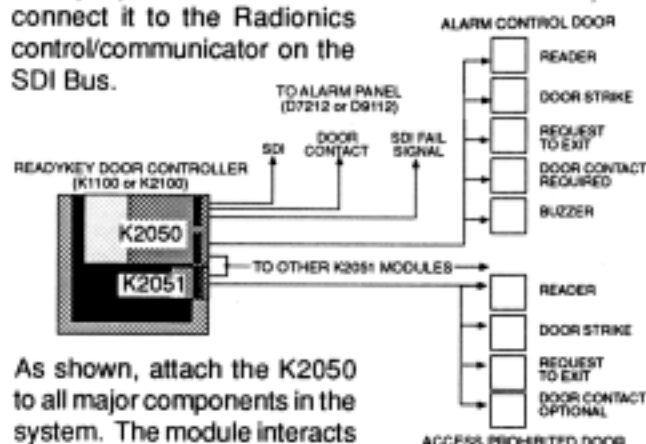 connect it to the Radionics
control/communicator on the
SDI Bus.
ALARM CONTROL DOOR
READER
DOOR STRIKE
REQUEST
TO EXIT
DOOR CONTACT
REQUIRED
BUZZER
TO ALARM PANEL
(D7212 or D9112)
SDI
DOOR
CONTACT
SDI FAIL
SIGNAL
READYKEY DOOR CONTROLLER
(K1100 or K2100)
K2050
K2051
TO OTHER K2051 MODULES
READER
DOOR STRIKE
REQUEST
TO EXIT
DOOR CONTACT
OPTIONAL
ACCESS PROHIBITED DOOR
As shown, attach the K2050
to all major components in the
system. The module interacts